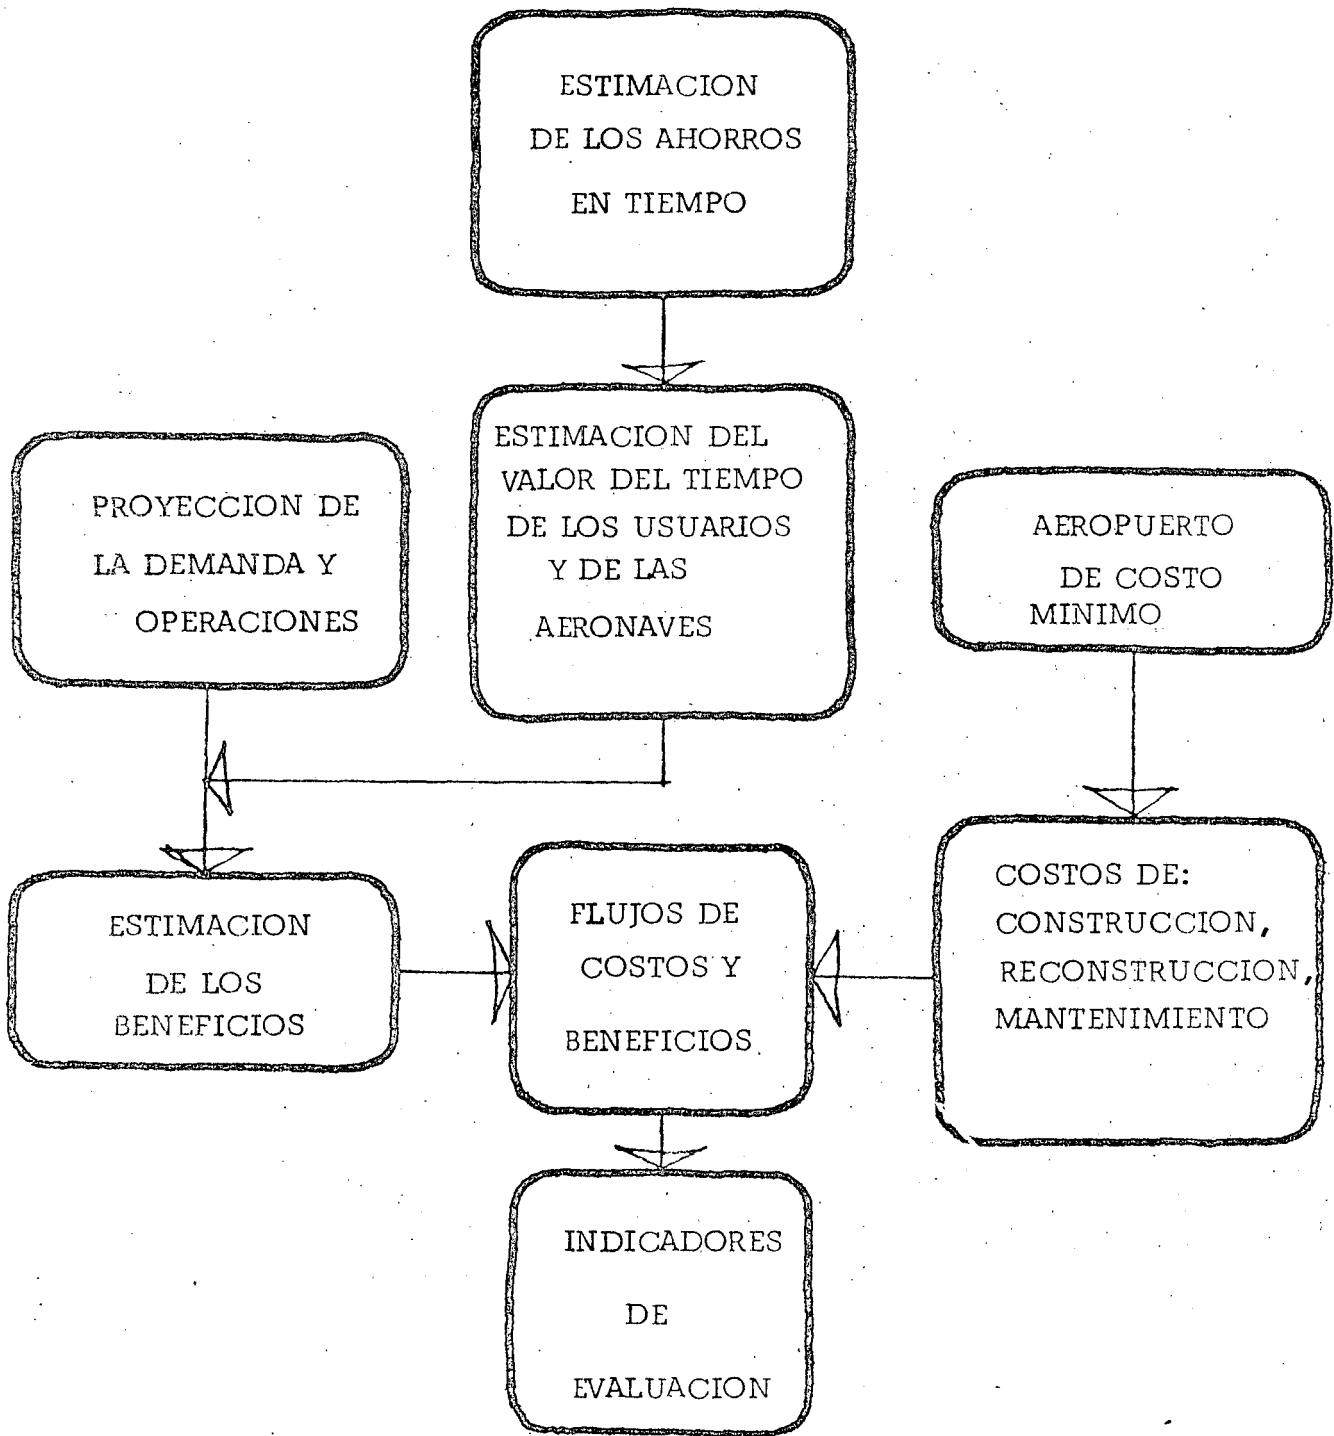 ESTIMACION
DE LOS AHORROS
EN TIEMPO
PROYECCION DE
LA DEMANDA Y
OPERACIONES
ESTIMACION DEL
VALOR DEL TIEMPO
DE LOS USUARIOS
Y DE LAS
AERONAVES
AEROPUERTO
DE COSTO
MINIMO
ESTIMACION
DE LOS
BENEFICIOS
FLUJOS DE
COSTOS Y
BENEFICIOS
COSTOS DE:
CONSTRUCCION,
RECONSTRUCCION,
MANTENIMIENTO
INDICADORES
DE
EVALUACION